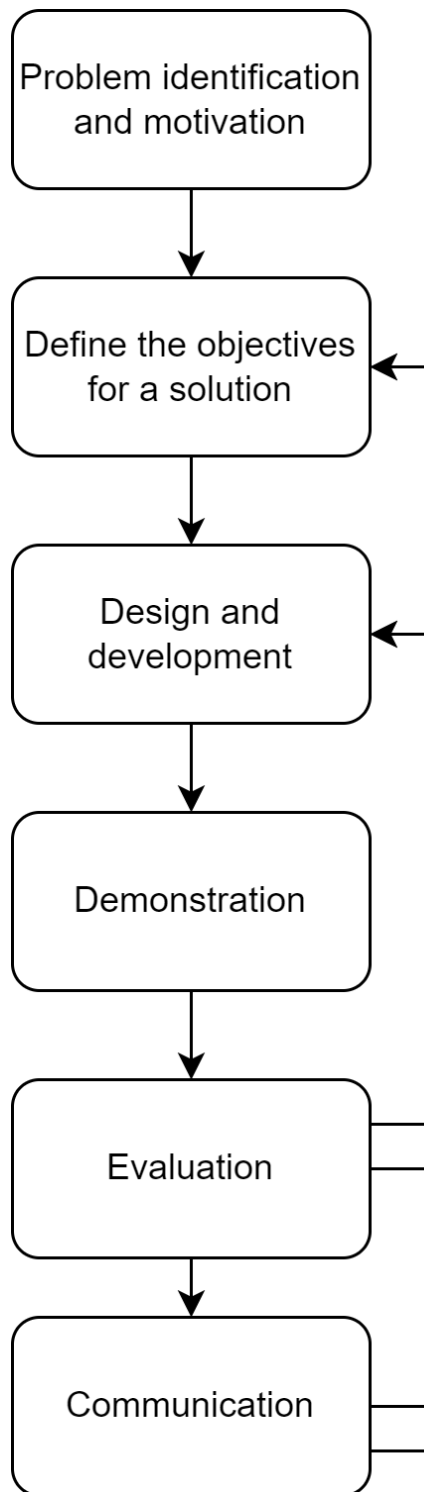 Problem identification
and motivation
Define the objectives
for a solution
Design and
development
Demonstration
Evaluation
Communication